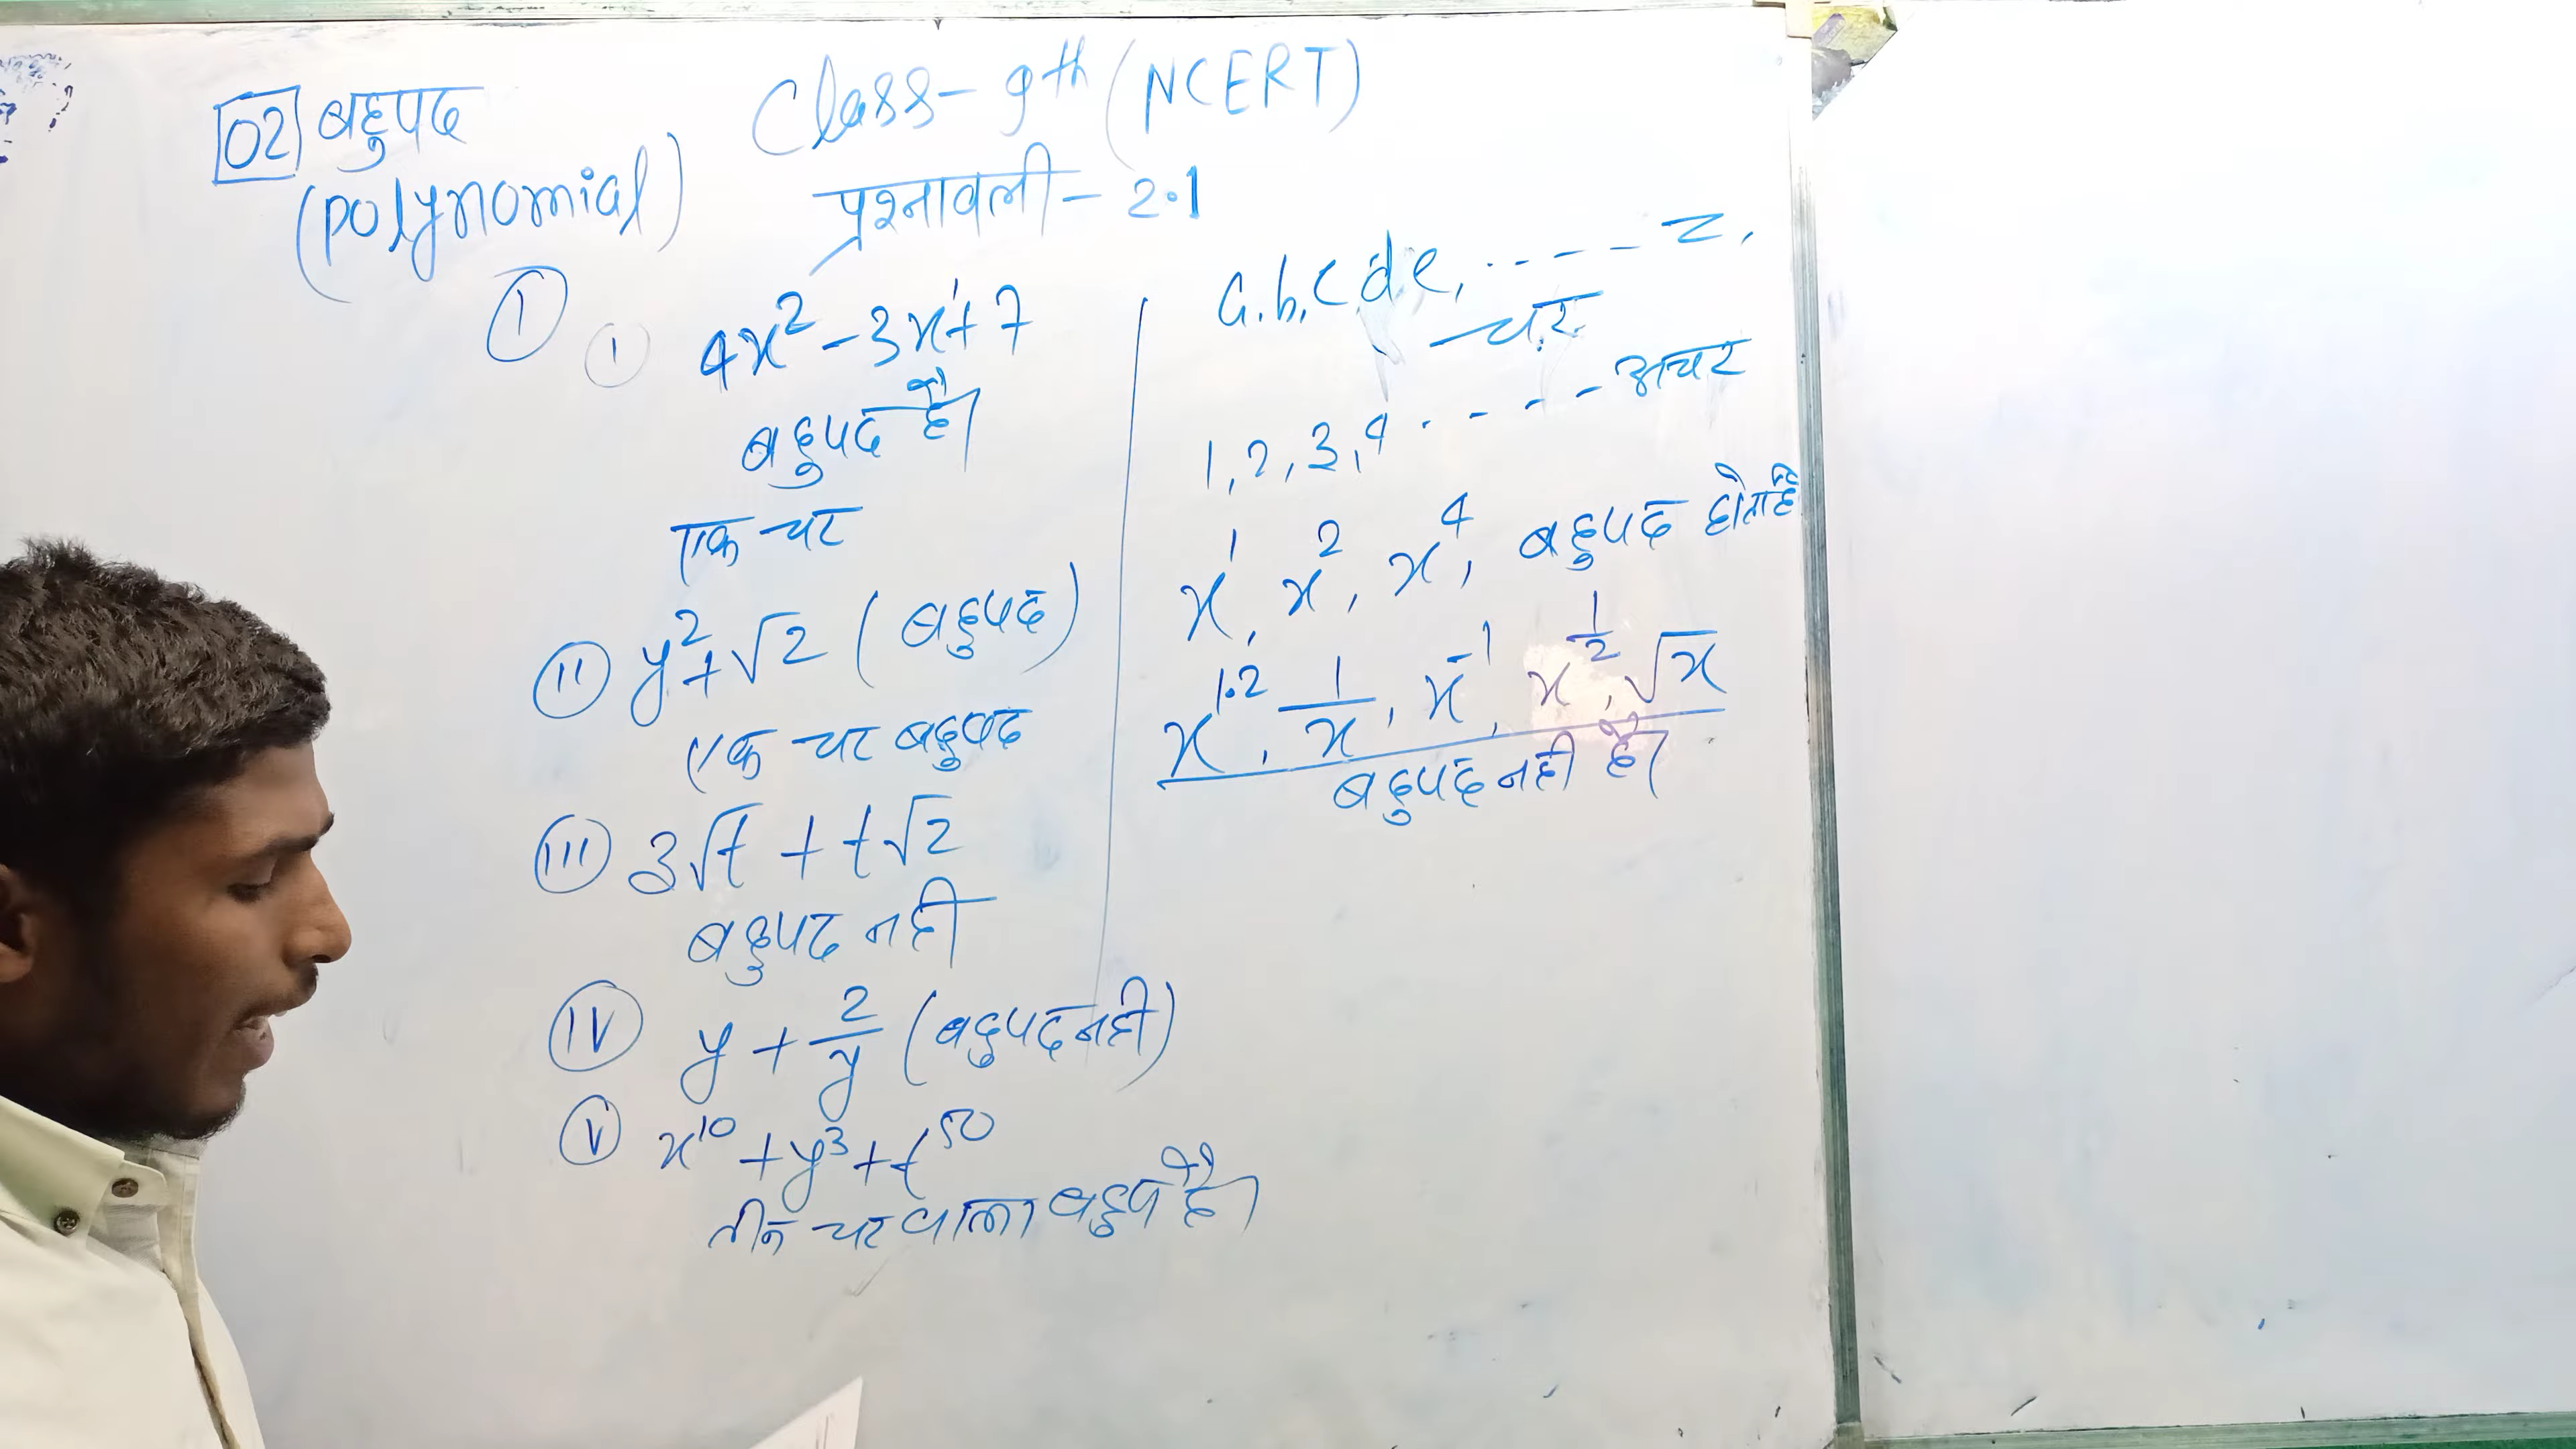 02 बहुपद
(polynomial)
Class-9th (NCERT)
प्रश्नावली-2.1
① ① 4x² - 3x¹ + 7
बहुपद है।
एक चर
⑪ y² + √2 (बहुपद)
एक चर बहुपद
(III) 3√t + t√2
बहुपद नही
(IV) y + 2/y (बहुपद नही)
(V) x¹⁰ + y³ + t⁵⁰
तीन चर वाला बहुप है।
a.b,c,d,e, ---- z,
चर
1,2,3,4 ---- अचर
x¹, x², x⁴, बहुपद होता है
x^1.2, 1/x, x⁻¹, x^1/2, √x
बहुपद नही है।